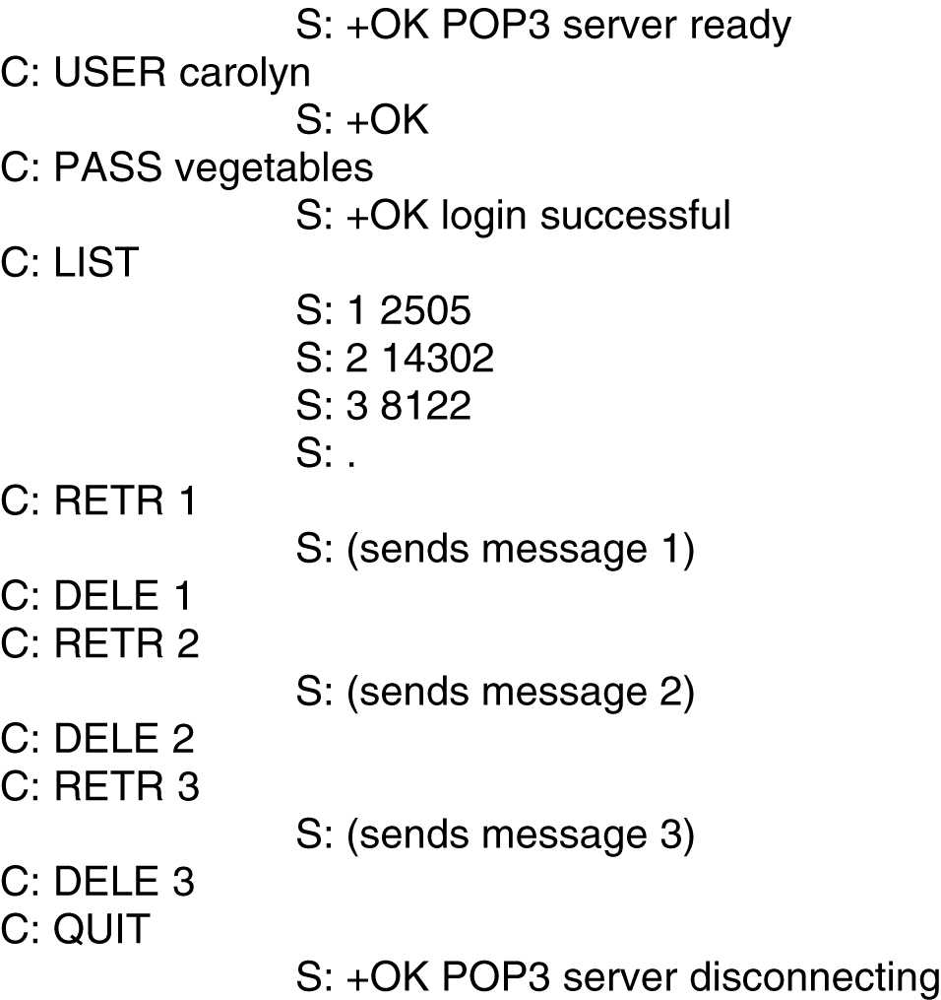 S: +OK POP3 server ready
C: USER carolyn
S: +OK
C: PASS vegetables
S: +OK login successful
C: LIST
S: 1 2505
S: 2 14302
S: 3 8122
S: .
C: RETR 1
S: (sends message 1)
C: DELE 1
C: RETR 2
S: (sends message 2)
C: DELE 2
C: RETR 3
S: (sends message 3)
C: DELE 3
C: QUIT
S: +OK POP3 server disconnecting